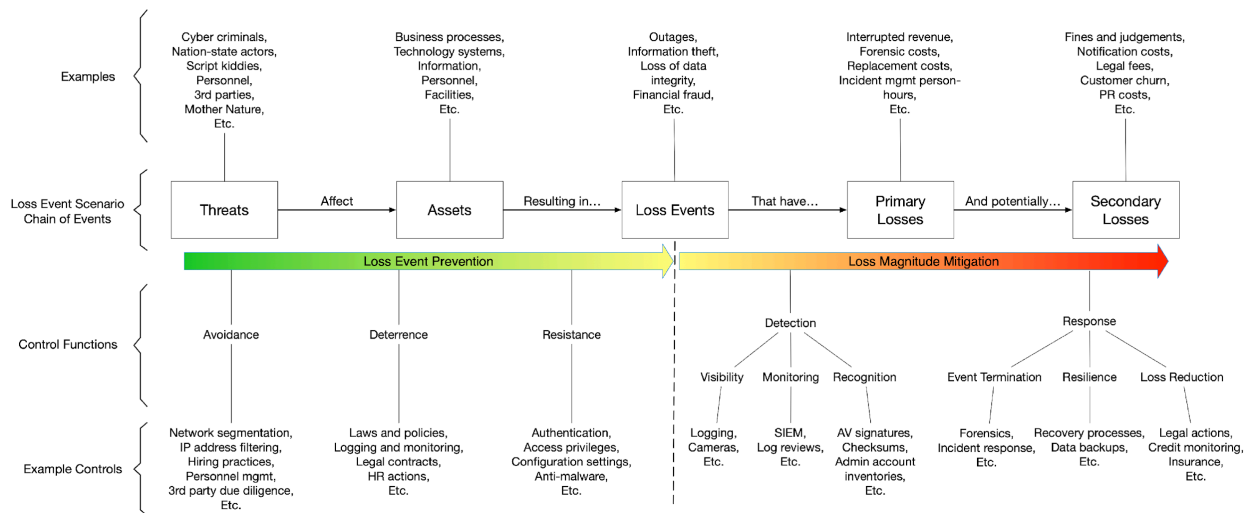 Examples
Cyber criminals,
Nation-state actors,
Script kiddies,
Personnel,
3rd parties,
Mother Nature,
Etc.
Business processes,
Technology systems,
Information,
Personnel,
Facilities,
Etc.
Outages,
Information theft,
Loss of data
integrity,
Financial fraud,
Etc.
Interrupted revenue,
Forensic costs,
Replacement costs,
Incident mgmt person-
hours,
Etc.
Fines and judgements,
Notification costs,
Legal fees,
Customer churn,
PR costs,
Etc.
Loss Event Scenario
Chain of Events
Threats
Affect
Assets
Resulting in…
Loss Events
That have…
Primary
Losses
And potentially…
Secondary
Losses
Loss Event Prevention
Loss Magnitude Mitigation
Control Functions
Avoidance
Deterrence
Resistance
Detection
Visibility
Monitoring
Recognition
Response
Event Termination
Resilience
Loss Reduction
Example Controls
Network segmentation,
IP address filtering,
Hiring practices,
Personnel mgmt,
3rd party due diligence,
Etc.
Laws and policies,
Logging and monitoring,
Legal contracts,
HR actions,
Etc.
Authentication,
Access privileges,
Configuration settings,
Anti-malware,
Etc.
Logging,
Cameras,
Etc.
SIEM,
Log reviews,
Etc.
AV signatures,
Checksums,
Admin account
inventories,
Etc.
Forensics,
Incident response,
Etc.
Recovery processes,
Data backups,
Etc.
Legal actions,
Credit monitoring,
Insurance,
Etc.